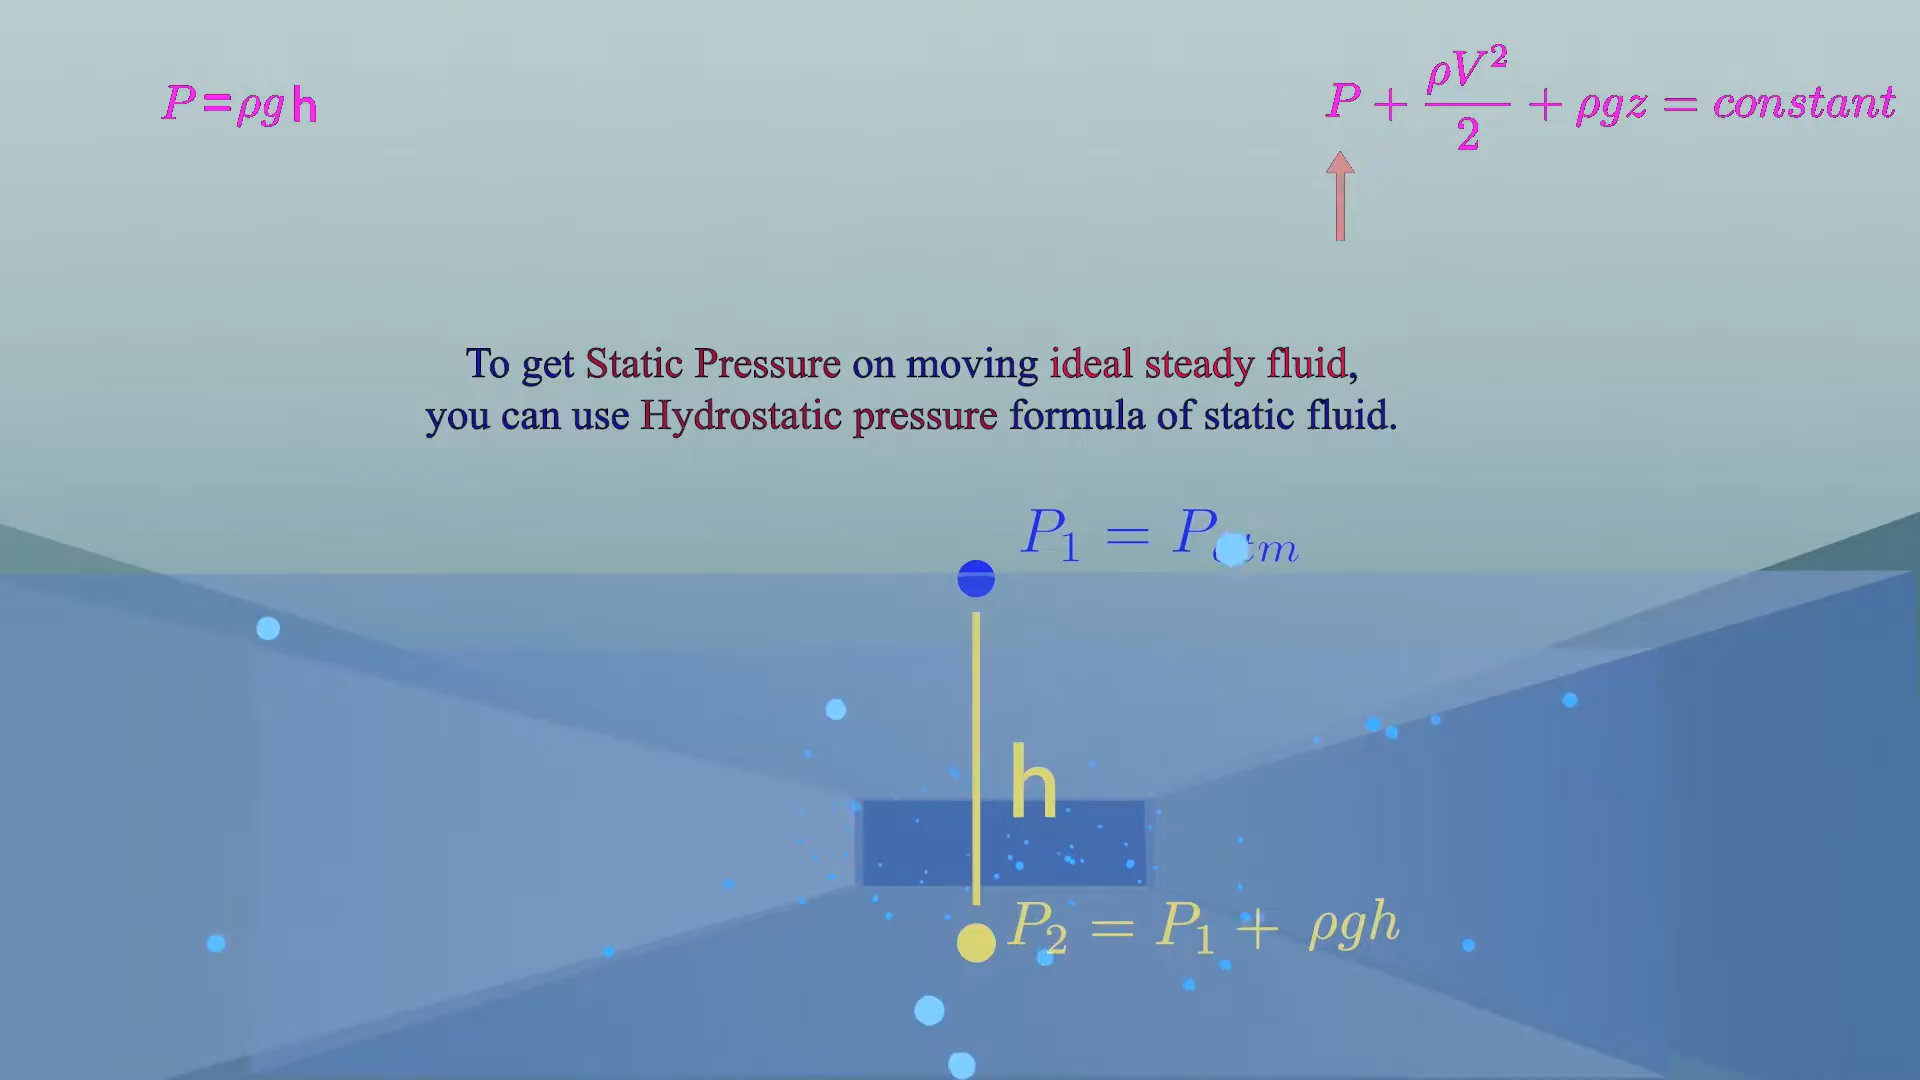 P=ρgh
P + ρV²/2 + ρgz = constant
To get Static Pressure on moving ideal steady fluid,
you can use Hydrostatic pressure formula of static fluid.
P₁ = Pₐₜₘ
h
P₂ = P₁ + ρgh